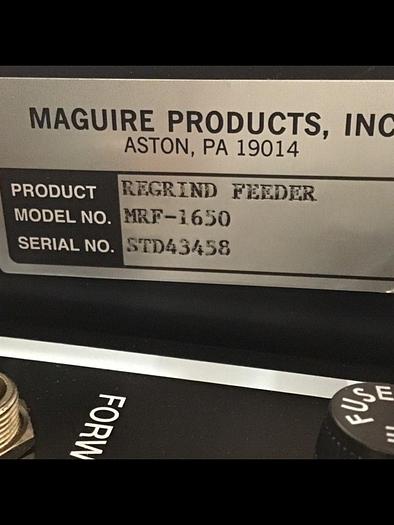 MAGUIRE PRODUCTS, INC
ASTON, PA 19014
PRODUCT REGRIND FEEDER
MODEL NO. MRF-1650
SERIAL NO. STD43458
FORW
FUSE